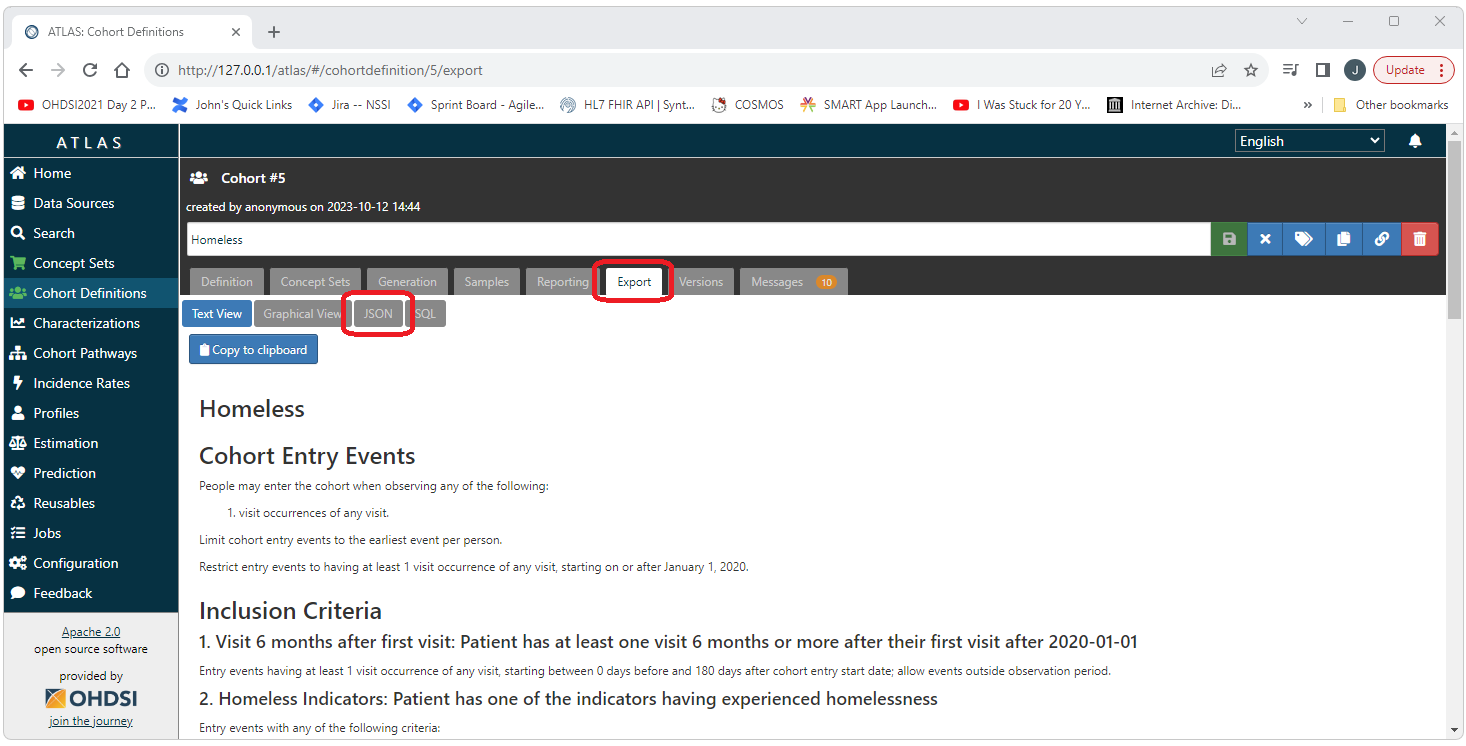 ATLAS: Cohort Definitions
http://127.0.0.1/atlas/#/cohortdefinition/5/export
J
Update
OHDSI2021 Day 2 P...
John's Quick Links
Jira -- NSSI
Sprint Board - Agile...
HL7 FHIR API | Synt...
COSMOS
SMART App Launch...
I Was Stuck for 20 Y...
Internet Archive: Di...
»
Other bookmarks
ATLAS
English
Home
Data Sources
Search
Concept Sets
Cohort Definitions
Characterizations
Cohort Pathways
Incidence Rates
Profiles
Estimation
Prediction
Reusables
Jobs
Configuration
Feedback
Apache 2.0
open source software
provided by
OHDSI
join the journey
Cohort #5
created by anonymous on 2023-10-12 14:44
Homeless
Definition
Concept Sets
Generation
Samples
Reporting
Export
Versions
Messages 10
Text View
Graphical View
JSON
SQL
Copy to clipboard
Homeless
Cohort Entry Events
People may enter the cohort when observing any of the following:
1. visit occurrences of any visit.
Limit cohort entry events to the earliest event per person.
Restrict entry events to having at least 1 visit occurrence of any visit, starting on or after January 1, 2020.
Inclusion Criteria
1. Visit 6 months after first visit: Patient has at least one visit 6 months or more after their first visit after 2020-01-01
Entry events having at least 1 visit occurrence of any visit, starting between 0 days before and 180 days after cohort entry start date; allow events outside observation period.
2. Homeless Indicators: Patient has one of the indicators having experienced homelessness
Entry events with any of the following criteria: